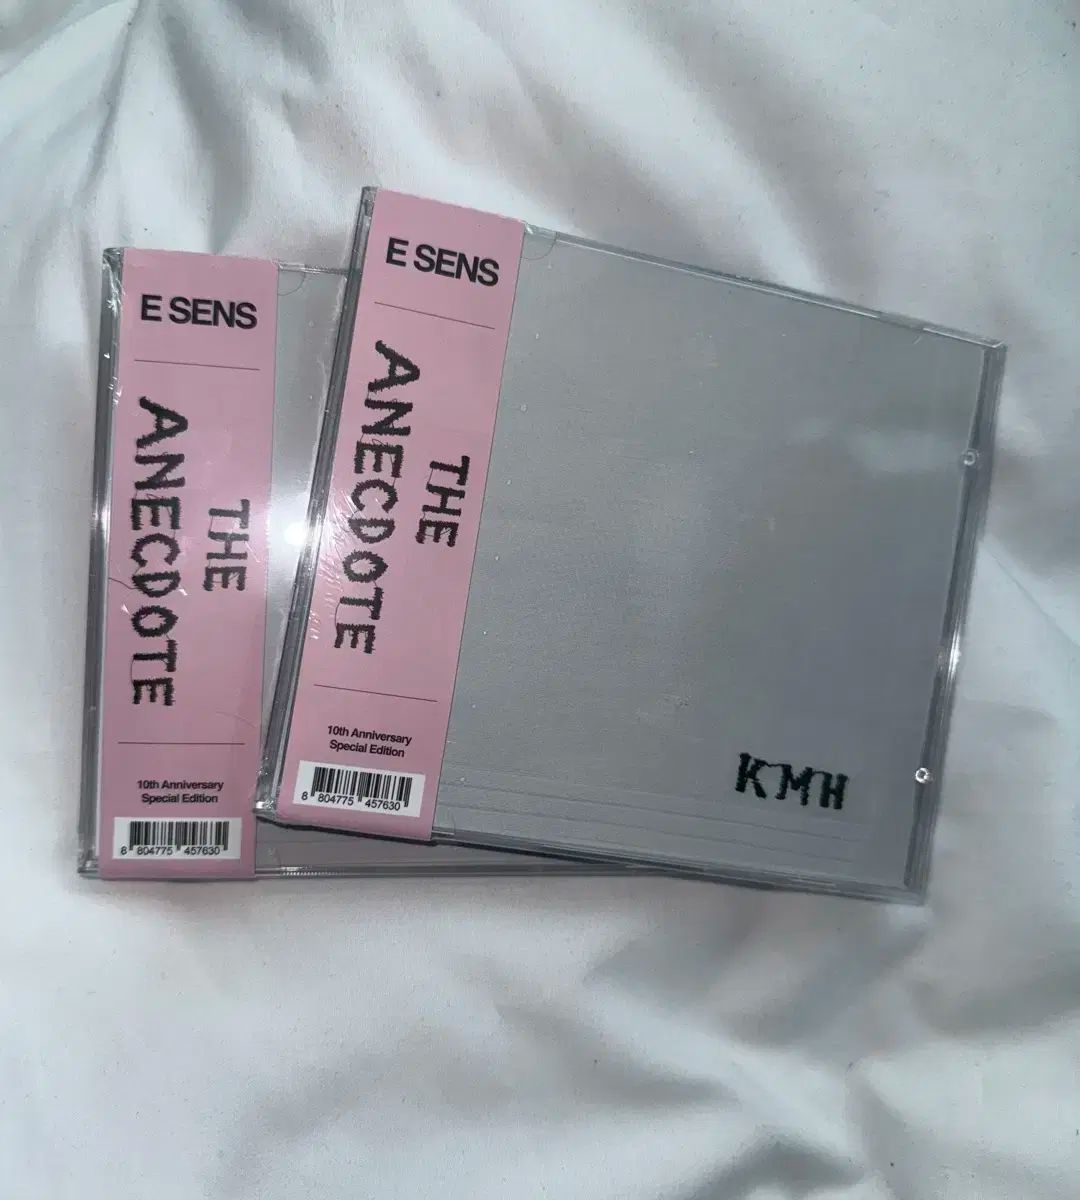 E SENS
THE
ANECDOTE
10th Anniversary
Special Edition
8 804775 457630
E SENS
THE
ANECDOTE
10th Anniversary
Special Edition
8 804775 457630
KMH